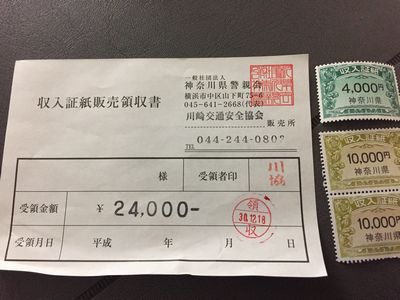 収入証紙販売領収書
一般社団法人
神奈川県警親会
横浜市中区山下町75-6
045-641-2668(代表)
川崎交通安全協会
販売所
TEL 044-244-0802
様
受領者印
受領金額
¥ 24,000-
領
30.12.18
収
受領月日
平成 年 月 日
収入証紙
4,000円
神奈川県
収入証紙
10,000円
神奈川県
収入証紙
10,000円
神奈川県